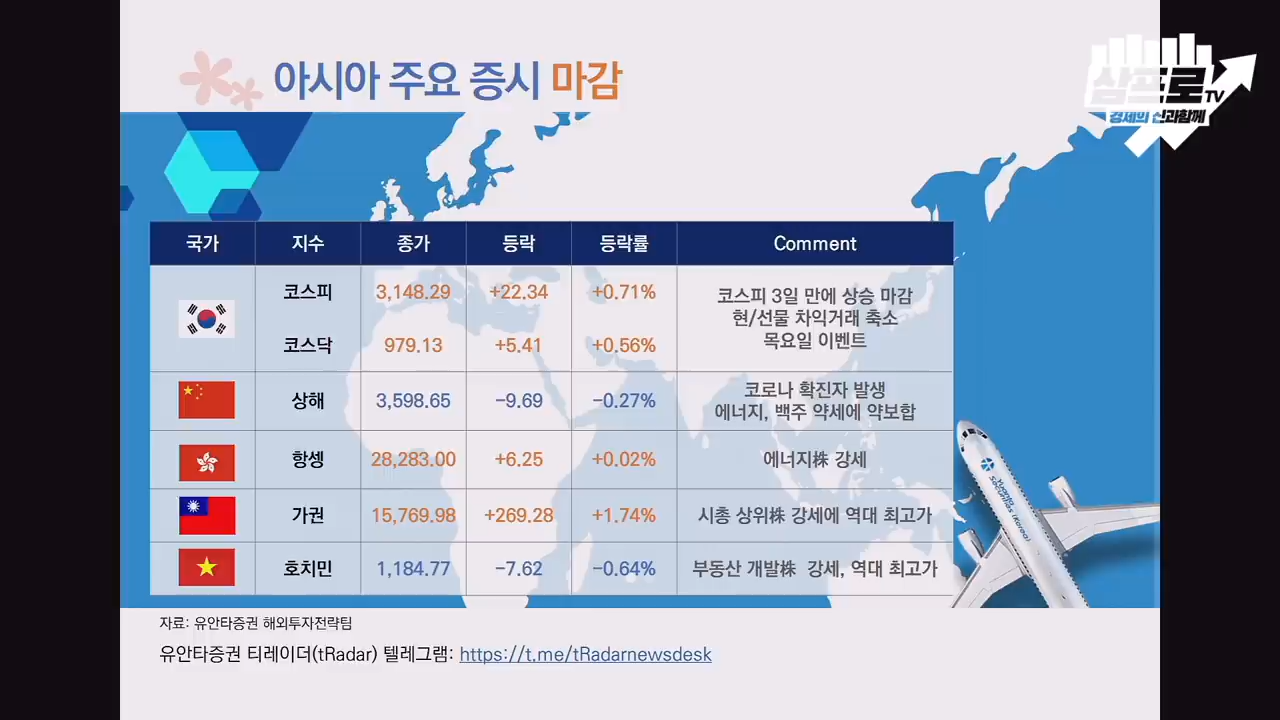 아시아 주요 증시 마감
삼프로TV
경제의 신과함께
국가 지수 종가 등락 등락률 Comment
코스피 3,148.29 +22.34 +0.71%
코스닥 979.13 +5.41 +0.56%
코스피 3일 만에 상승 마감
현/선물 차익거래 축소
목요일 이벤트
상해 3,598.65 -9.69 -0.27%
코로나 확진자 발생
에너지, 백주 약세에 약보합
항셍 28,283.00 +6.25 +0.02% 에너지株 강세
가권 15,769.98 +269.28 +1.74% 시총 상위株 강세에 역대 최고가
호치민 1,184.77 -7.62 -0.64% 부동산 개발株 강세, 역대 최고가
Yuanta
Securities (Korea)
자료: 유안타증권 해외투자전략팀
유안타증권 티레이더(tRadar) 텔레그램: https://t.me/tRadarnewsdesk